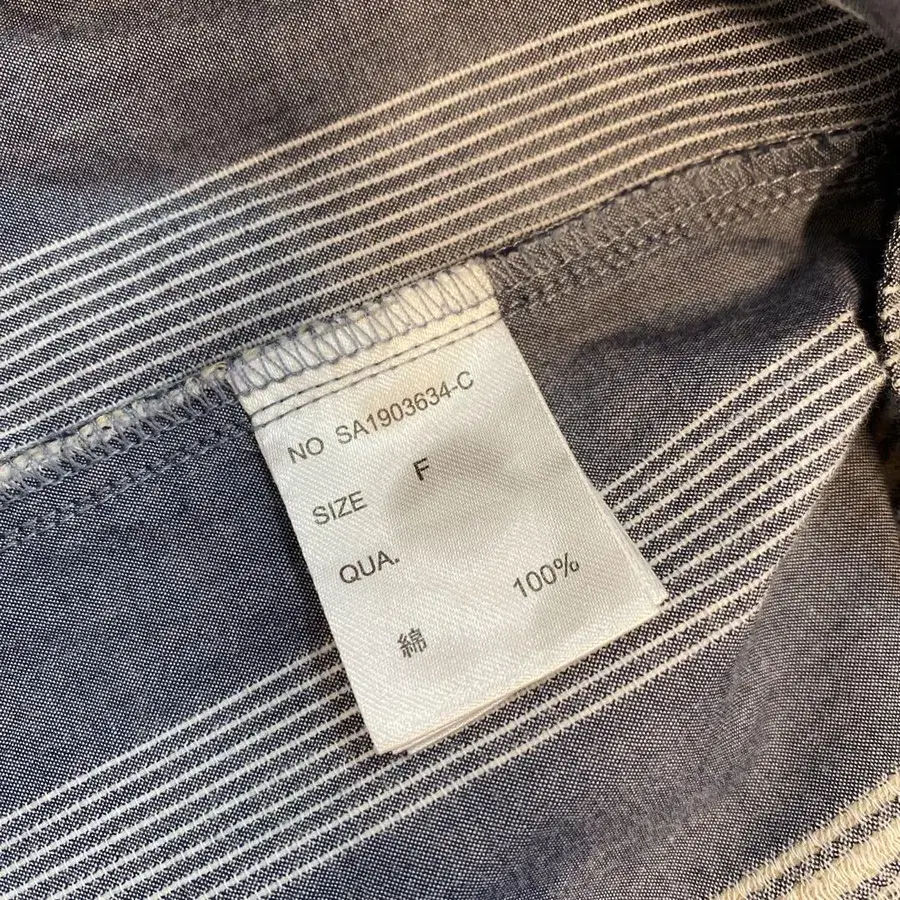 NO SA1903634-C
SIZE F
QUA.
綿 100%